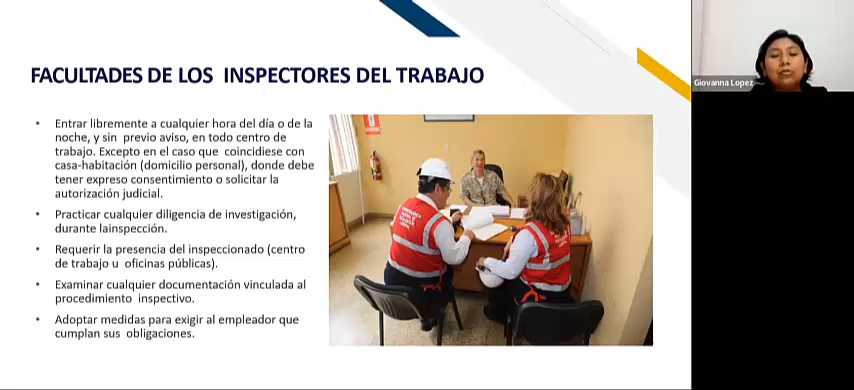 FACULTADES DE LOS INSPECTORES DEL TRABAJO
Giovanna Lopez
• Entrar libremente a cualquier hora del día o de la
noche, y sin previo aviso, en todo centro de
trabajo. Excepto en el caso que coincidiese con
casa-habitación (domicilio personal), donde debe
tener expreso consentimiento o solicitar la
autorización judicial.
• Practicar cualquier diligencia de investigación,
durante lainspección.
• Requerir la presencia del inspeccionado (centro
de trabajo u oficinas públicas).
• Examinar cualquier documentación vinculada al
procedimiento inspectivo.
• Adoptar medidas para exigir al empleador que
cumplan sus obligaciones.